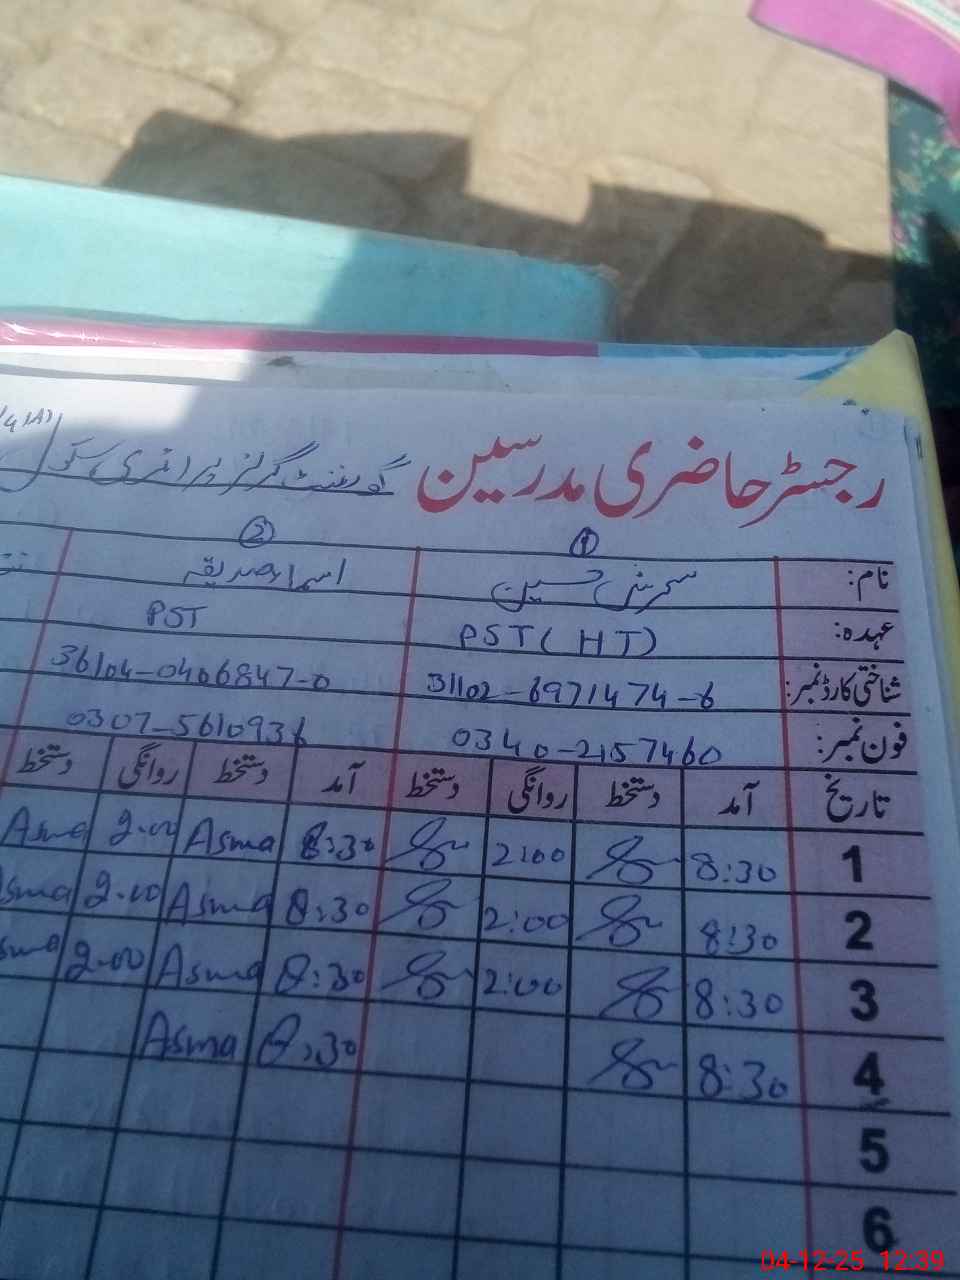 رجسٹر حاضری مدرسین گورنمنٹ گرلز پرائمری سکول
① ②
نام: حسین اسماء صدیقہ
عہدہ: PST (HT) PST
شناختی کارڈ نمبر: 31102-6971474-6 36104-0406847-0
فون نمبر: 0340-2157460 0307-5610936
تاریخ آمد دستخط روانگی دستخط آمد دستخط روانگی دستخط
1 8:30 2:00 8:30 Asma 2.00 Asma
2 8:30 2:00 8:30 Asma 2.00 Asma
3 8:30 2:00 8:30 Asma 2.00 Asma
4 8:30 8:30 Asma
5
6
04-12-25 12:39